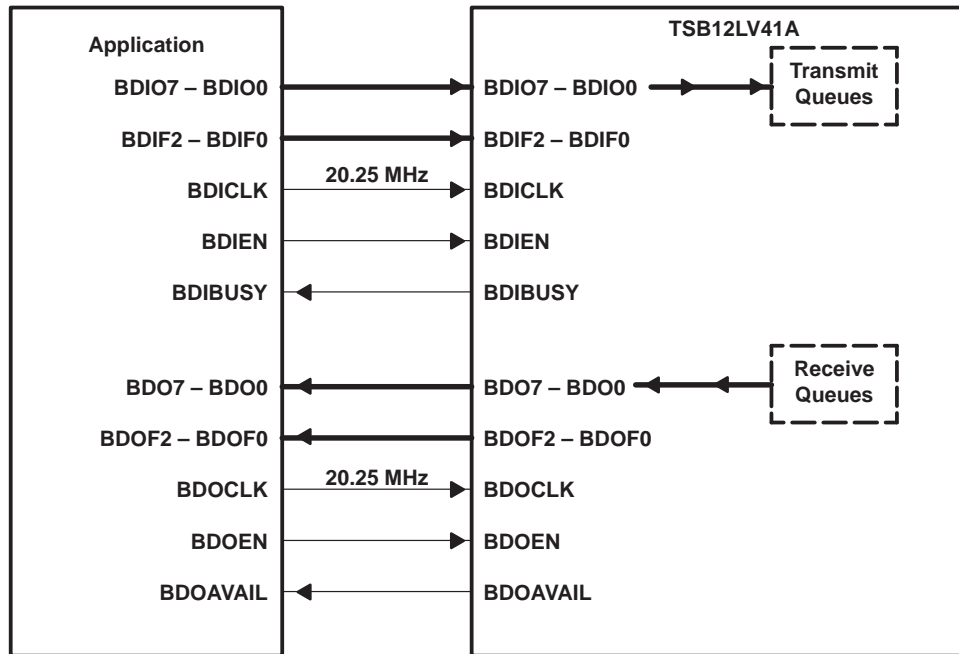 Application
TSB12LV41A
BDIO7 – BDIO0
BDIO7 – BDIO0
Transmit
Queues
BDIF2 – BDIF0
BDIF2 – BDIF0
BDICLK
20.25 MHz
BDICLK
BDIEN
BDIEN
BDIBUSY
BDIBUSY
BDO7 – BDO0
BDO7 – BDO0
Receive
Queues
BDOF2 – BDOF0
BDOF2 – BDOF0
BDOCLK
20.25 MHz
BDOCLK
BDOEN
BDOEN
BDOAVAIL
BDOAVAIL